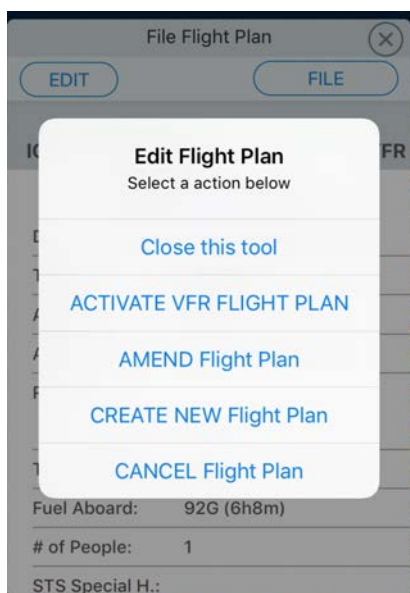 File Flight Plan
EDIT
FILE
FR
Edit Flight Plan
Select a action below
Close this tool
ACTIVATE VFR FLIGHT PLAN
AMEND Flight Plan
CREATE NEW Flight Plan
CANCEL Flight Plan
Fuel Aboard: 92G (6h8m)
# of People: 1
STS Special H.: